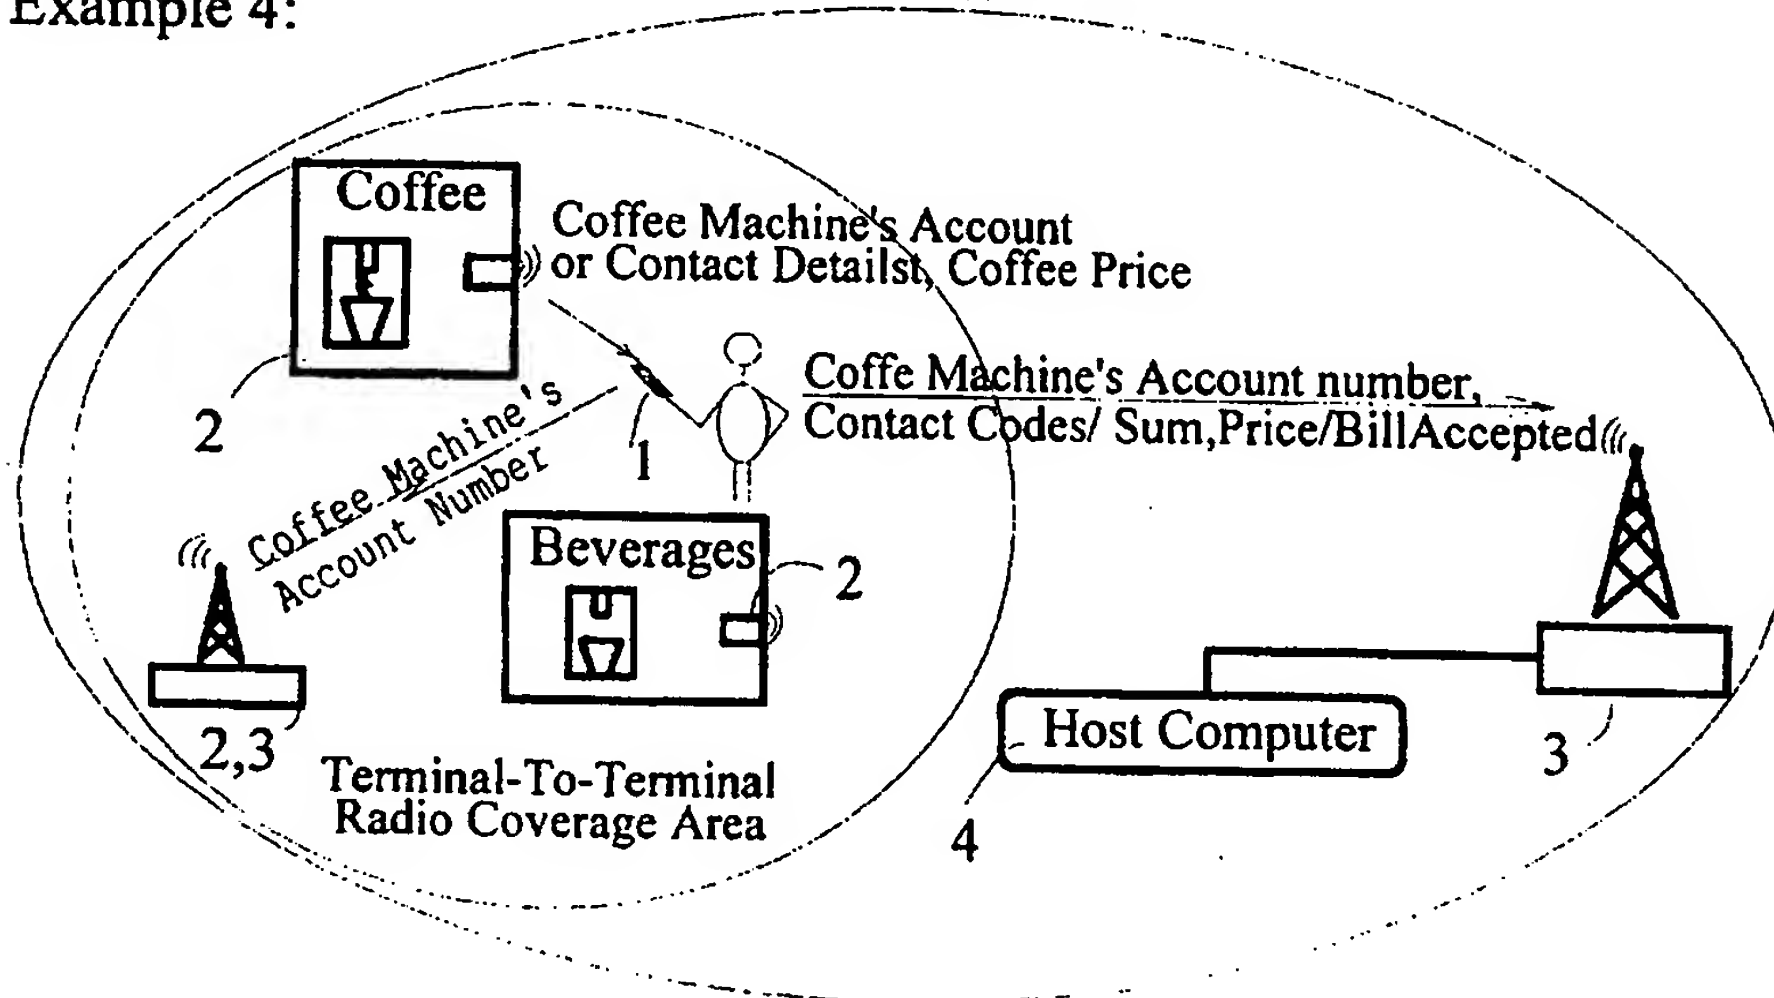 Example 4:
Coffee
Coffee Machine's Account
or Contact Detailst, Coffee Price
2
1
Coffe Machine's Account number,
Contact Codes/ Sum,Price/BillAccepted
Coffee Machine's
Account Number
Beverages
2
2,3
Terminal-To-Terminal
Radio Coverage Area
Host Computer
3
4